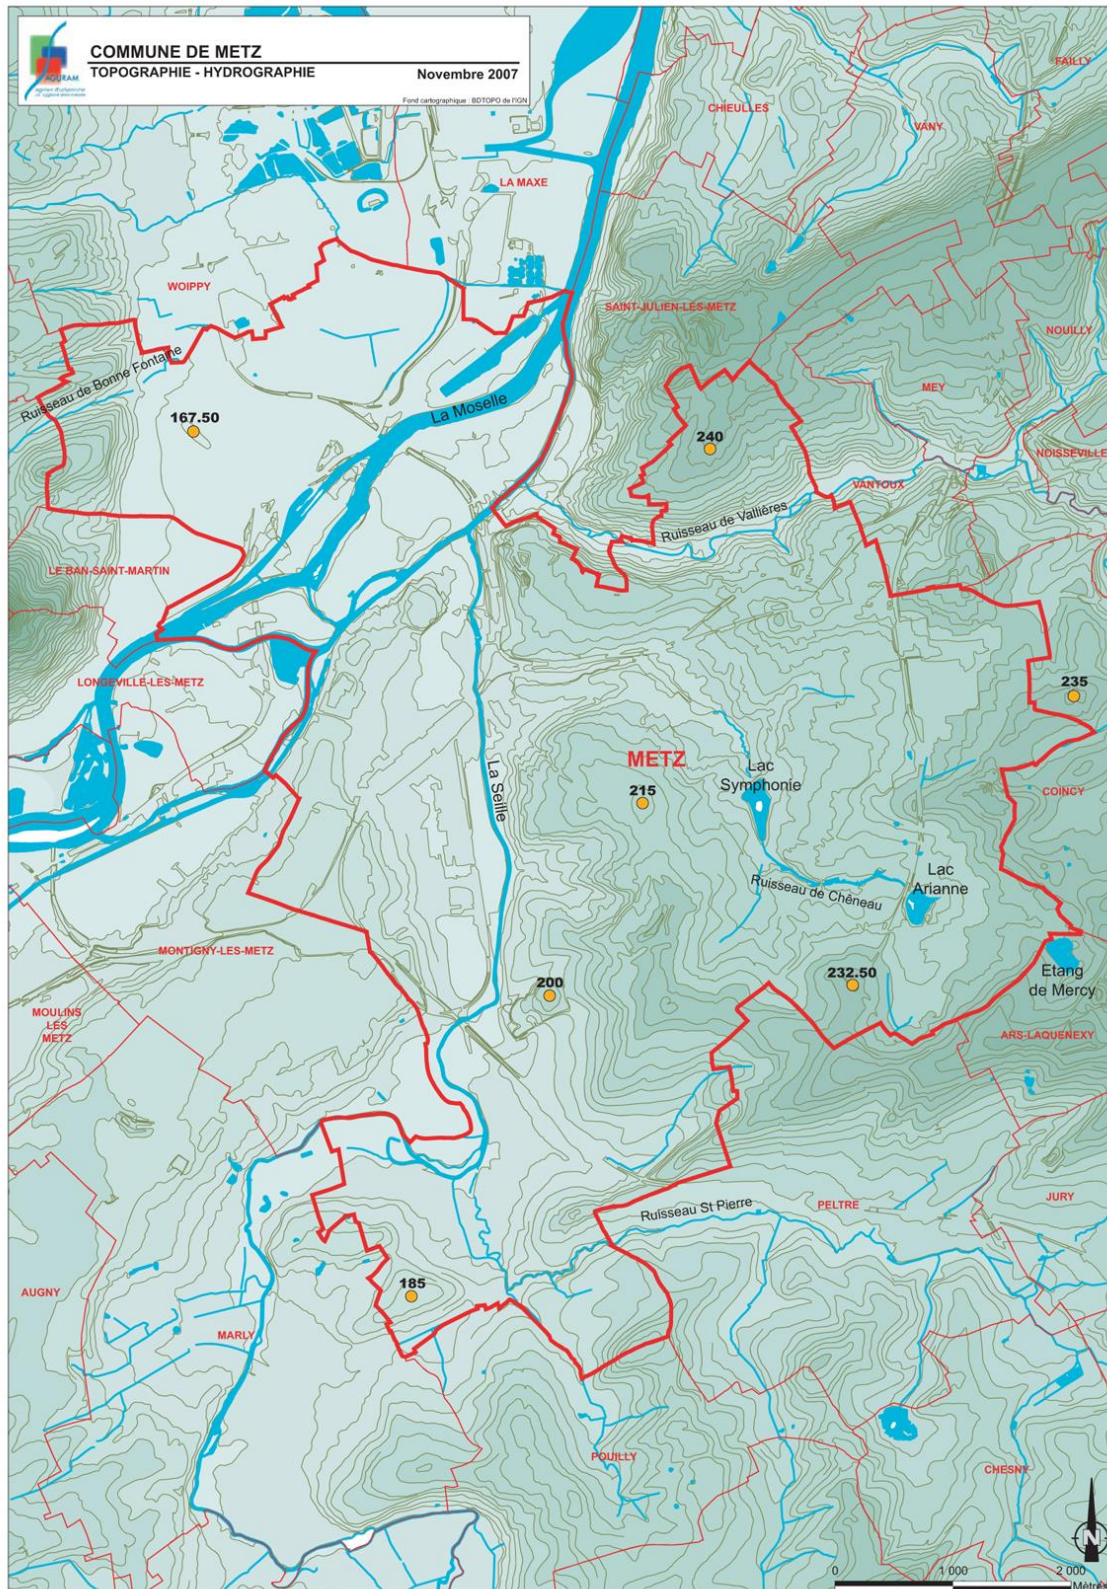 COMMUNE DE METZ
TOPOGRAPHIE - HYDROGRAPHIE
Novembre 2007
AGURAM
Fond cartographique : BDTOPO de l'IGN
FAILLY
CHIEULLES
VANY
LA MAXE
WOIPPY
SAINT-JULIEN-LES-METZ
NOUILLY
Ruisseau de Bonne Fontaine
MEY
La Moselle
167.50
240
NOISSEVILLE
VANTOUX
Ruisseau de Vallières
LE BAN-SAINT-MARTIN
LONGEVILLE-LES-METZ
235
METZ
Lac
Symphonie
215
La Seille
COINCY
Lac
Arianne
Ruisseau de Chêneau
MONTIGNY-LES-METZ
Etang
de Mercy
232.50
200
MOULINS
LES
METZ
ARS-LAQUENEXY
JURY
PELTRE
Ruisseau St Pierre
185
AUGNY
MARLY
POUILLY
CHESNY
N
0
1 000
2 000